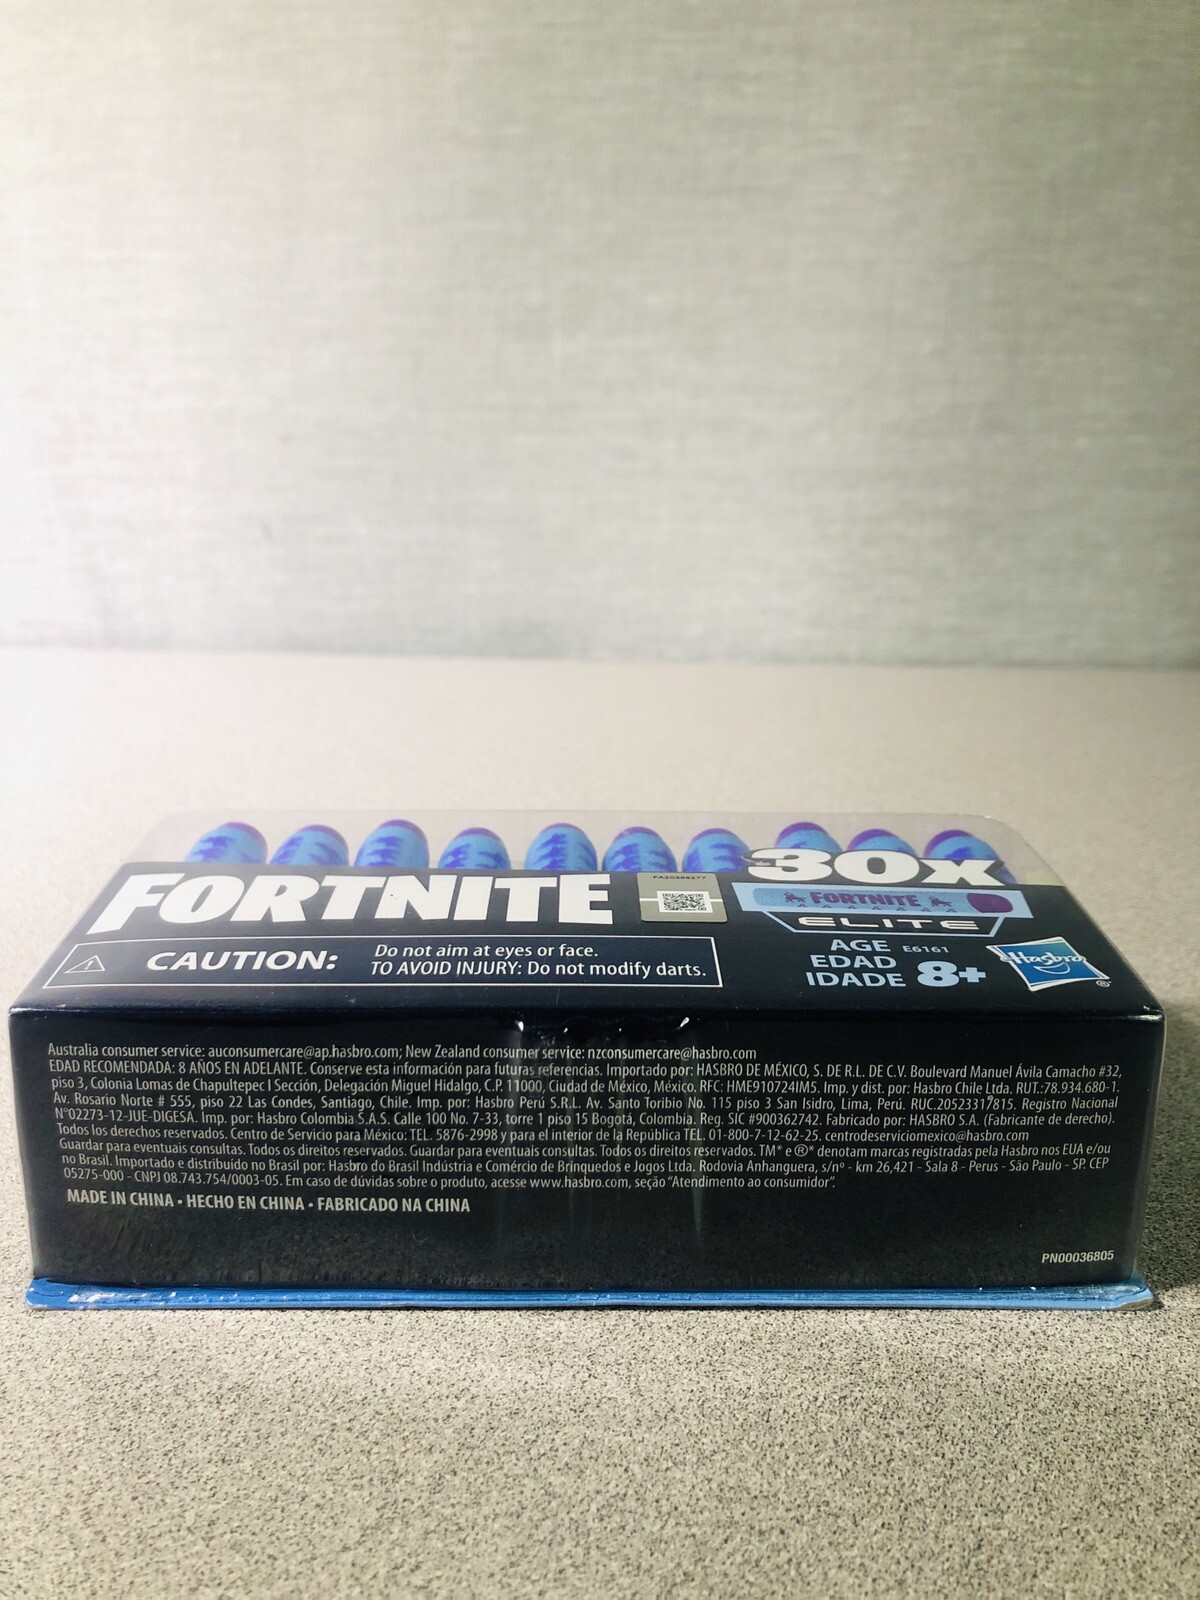 30x
FORTNITE
FA20386277
FORTNITE
ELITE
CAUTION:
Do not aim at eyes or face.
TO AVOID INJURY: Do not modify darts.
AGE
EDAD
IDADE
8+
E6161
Hasbro
®
Australia consumer service: auconsumercare@ap.hasbro.com; New Zealand consumer service: nzconsumercare@hasbro.com
EDAD RECOMENDADA: 8 AÑOS EN ADELANTE. Conserve esta información para futuras referencias. Importado por: HASBRO DE MÉXICO, S. DE R.L. DE C.V. Boulevard Manuel Ávila Camacho #32,
piso 3, Colonia Lomas de Chapultepec I Sección, Delegación Miguel Hidalgo, C.P. 11000, Ciudad de México, México. RFC: HME910724IM5. Imp. y dist. por: Hasbro Chile Ltda. RUT.:78.934.680-1.
Av. Rosario Norte # 555, piso 22 Las Condes, Santiago, Chile. Imp. por: Hasbro Perú S.R.L. Av. Santo Toribio No. 115 piso 3 San Isidro, Lima, Perú. RUC.20523317815. Registro Nacional
N°02273-12-JUE-DIGESA. Imp. por: Hasbro Colombia S.A.S. Calle 100 No. 7-33, torre 1 piso 15 Bogotá, Colombia. Reg. SIC #900362742. Fabricado por: HASBRO S.A. (Fabricante de derecho).
Todos los derechos reservados. Centro de Servicio para México: TEL. 5876-2998 y para el interior de la República TEL. 01-800-7-12-62-25. centrodeserviciomexico@hasbro.com
Guardar para eventuais consultas. Todos os direitos reservados. Guardar para eventuais consultas. Todos os direitos reservados. TM* e ®* denotam marcas registradas pela Hasbro nos EUA e/ou
no Brasil. Importado e distribuido no Brasil por: Hasbro do Brasil Indústria e Comércio de Brinquedos e Jogos Ltda. Rodovia Anhanguera, s/nº - km 26,421 - Sala 8 - Perus - São Paulo - SP. CEP
05275-000 - CNPJ 08.743.754/0003-05. Em caso de dúvidas sobre o produto, acesse www.hasbro.com, seção "Atendimento ao consumidor".
MADE IN CHINA • HECHO EN CHINA • FABRICADO NA CHINA
PN00036805